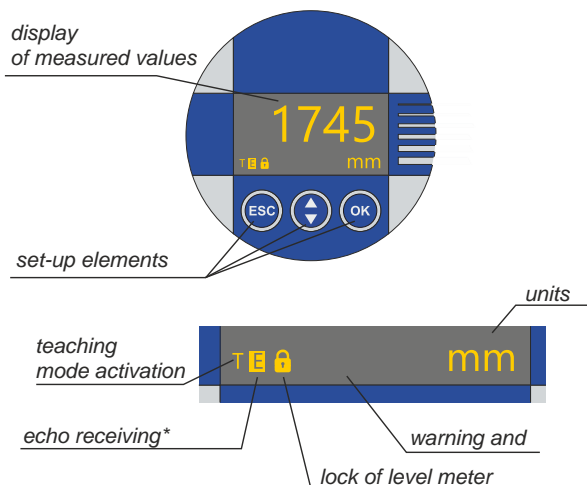 display
of measured values
1745
T E mm
ESC OK
set-up elements
units
teaching
mode activation
T E mm
echo receiving*
warning and
lock of level meter